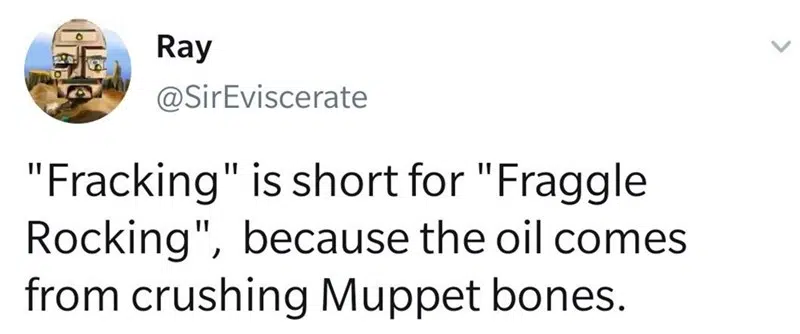 Ray
@SirEviscerate
"Fracking" is short for "Fraggle
Rocking", because the oil comes
from crushing Muppet bones.